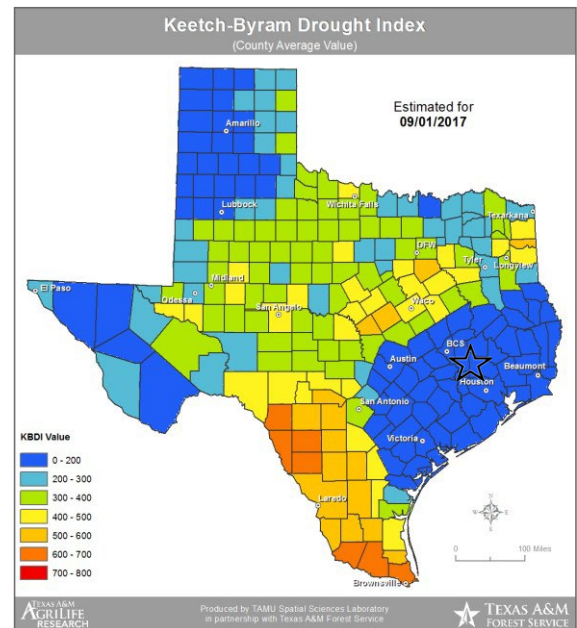 Keetch-Byram Drought Index
(County Average Value)
Estimated for
09/01/2017
Amarillo
Lubbock
Wichita Falls
Texarkana
DFW
Tyler
Longview
El Paso
Midland
Odessa
San Angelo
Waco
Austin
BCS
Beaumont
Houston
San Antonio
Victoria
KBDI Value
0 - 200
200 - 300
300 - 400
400 - 500
500 - 600
600 - 700
700 - 800
Laredo
Brownsville
N
W
E
S
0 100 Miles
TEXAS A&M
AGRILIFE
RESEARCH
Produced by TAMU Spatial Sciences Laboratory
in partnership with Texas A&M Forest Service
TEXAS A&M
FOREST SERVICE